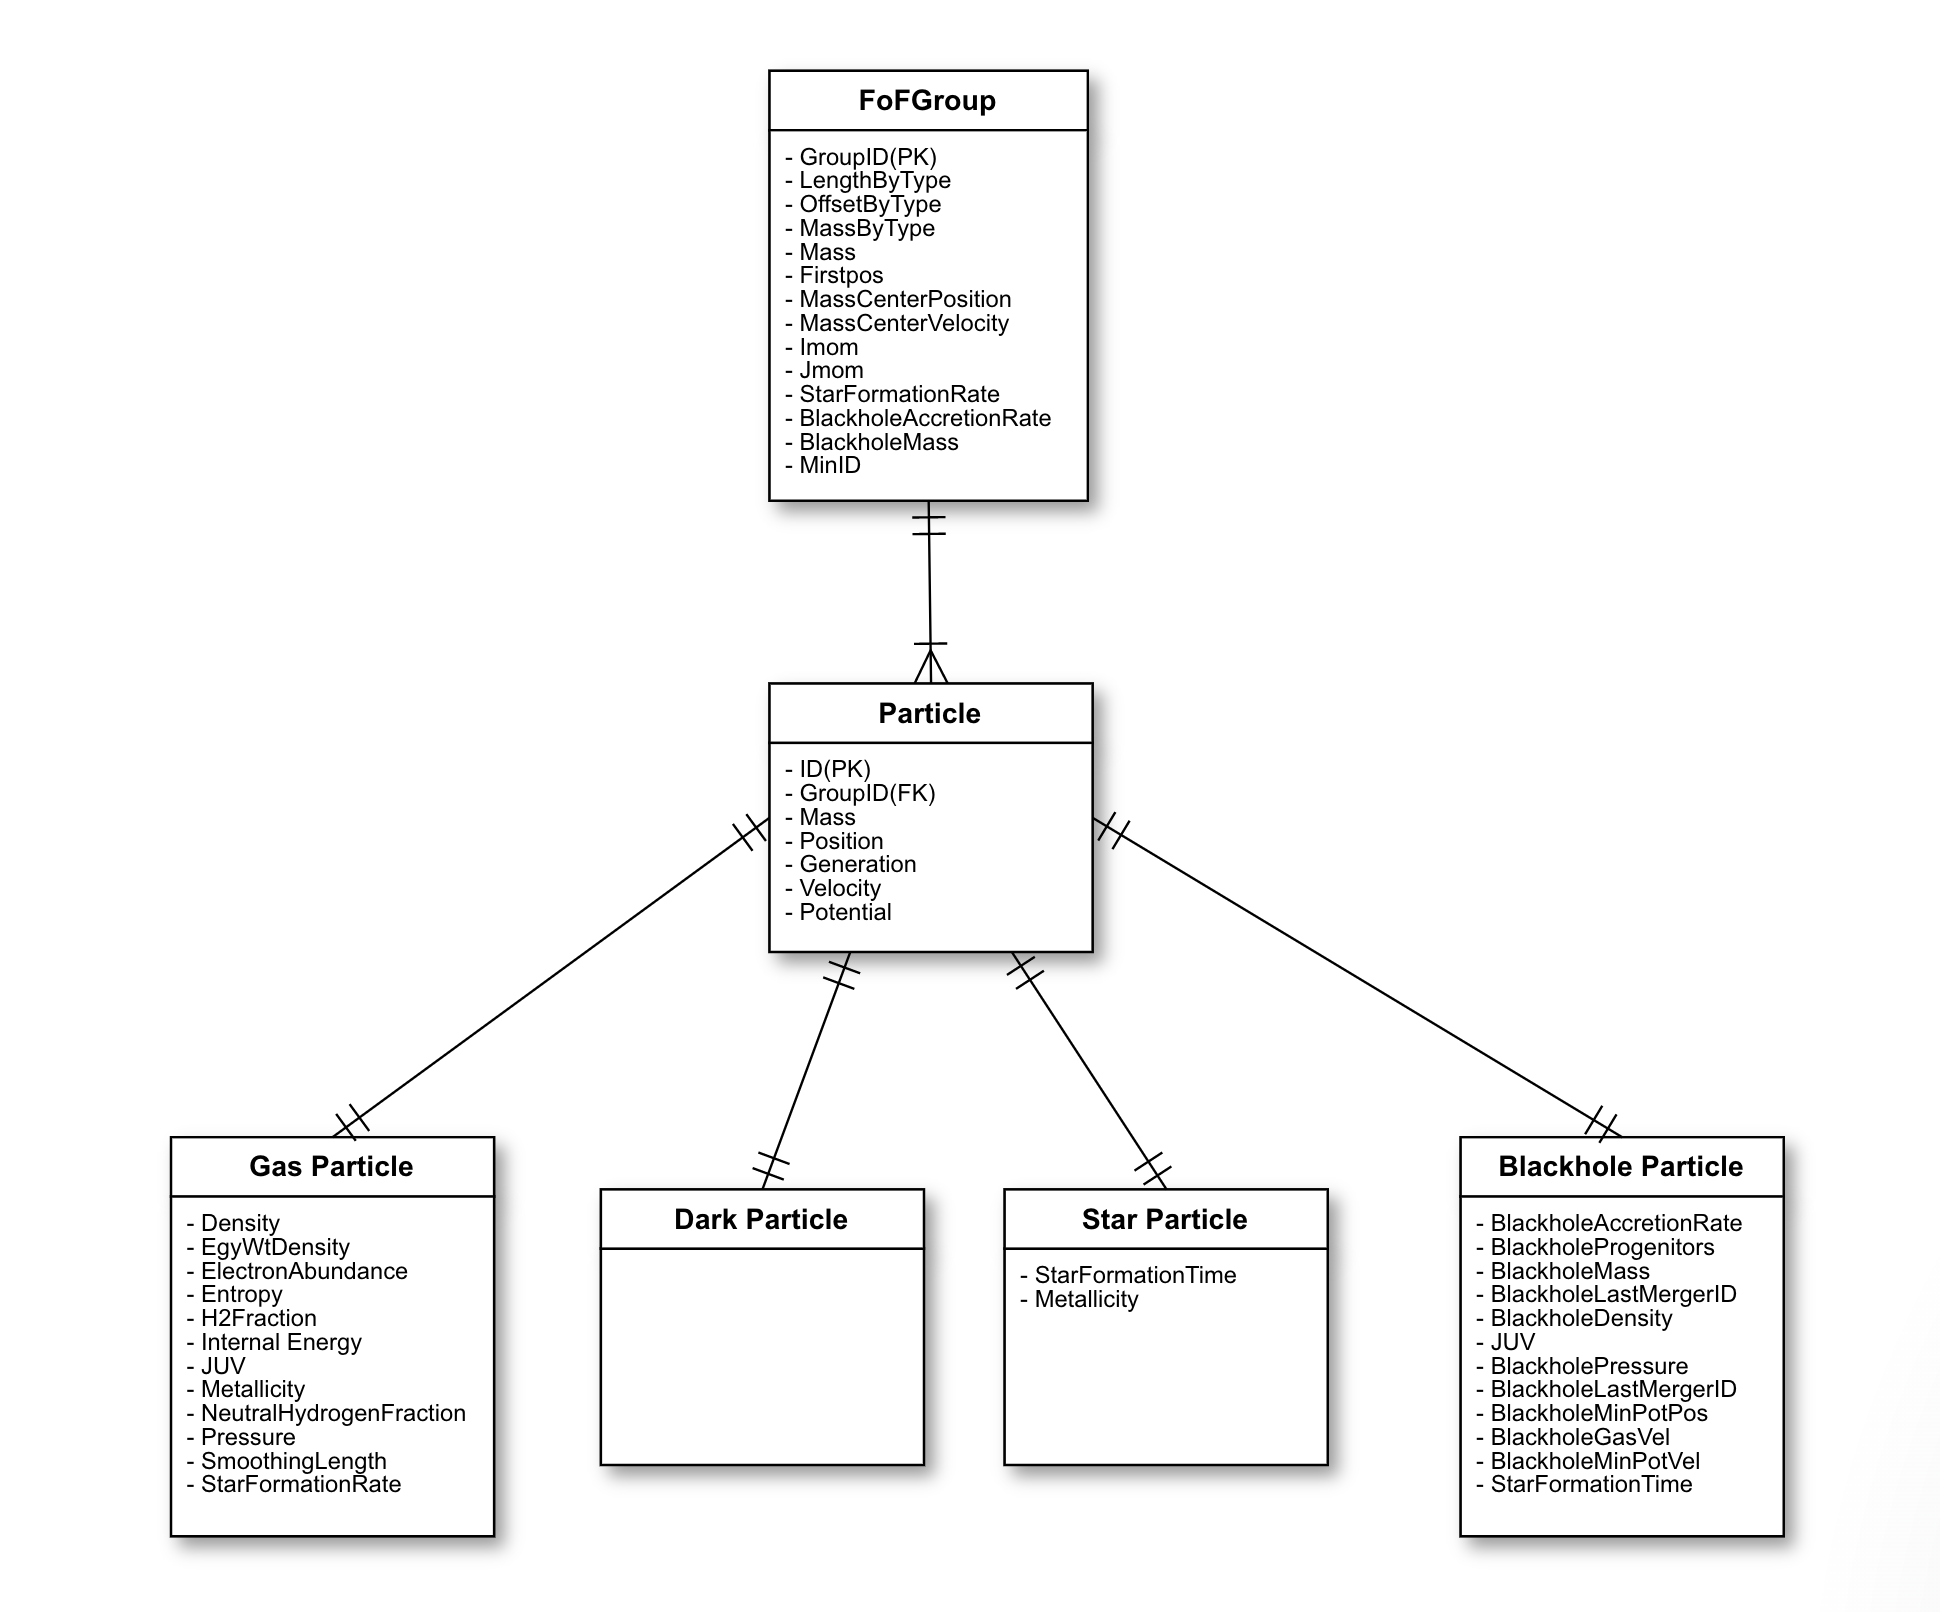 FoFGroup
- GroupID(PK)
- LengthByType
- OffsetByType
- MassByType
- Mass
- Firstpos
- MassCenterPosition
- MassCenterVelocity
- Imom
- Jmom
- StarFormationRate
- BlackholeAccretionRate
- BlackholeMass
- MinID
Particle
- ID(PK)
- GroupID(FK)
- Mass
- Position
- Generation
- Velocity
- Potential
Gas Particle
- Density
- EgyWtDensity
- ElectronAbundance
- Entropy
- H2Fraction
- Internal Energy
- JUV
- Metallicity
- NeutralHydrogenFraction
- Pressure
- SmoothingLength
- StarFormationRate
Dark Particle
Star Particle
- StarFormationTime
- Metallicity
Blackhole Particle
- BlackholeAccretionRate
- BlackholeProgenitors
- BlackholeMass
- BlackholeLastMergerID
- BlackholeDensity
- JUV
- BlackholePressure
- BlackholeLastMergerID
- BlackholeMinPotPos
- BlackholeGasVel
- BlackholeMinPotVel
- StarFormationTime